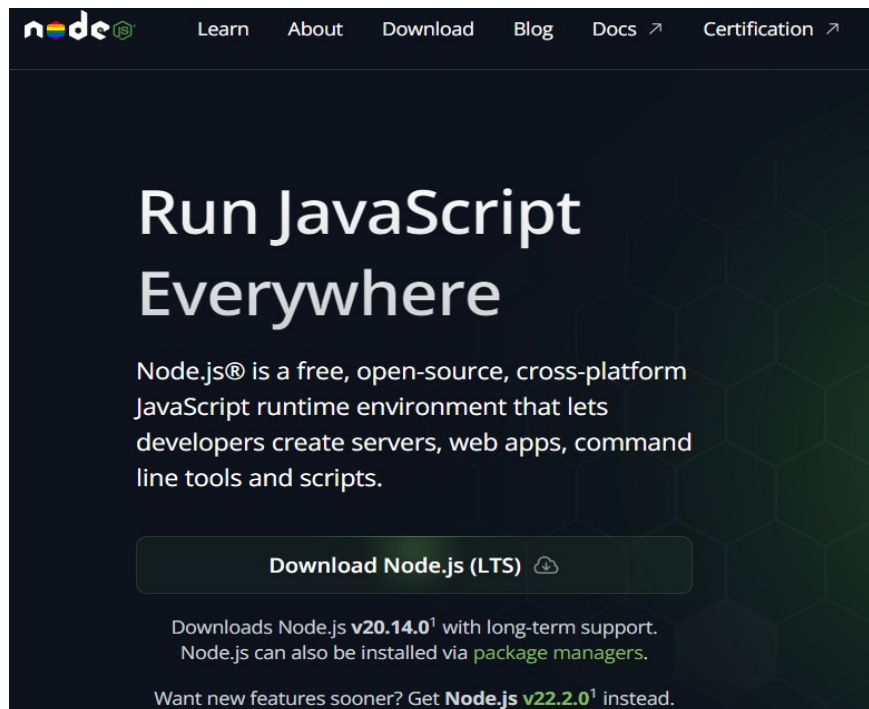 node JS
Learn About Download Blog Docs ↗ Certification ↗
Run JavaScript
Everywhere
Node.js® is a free, open-source, cross-platform
JavaScript runtime environment that lets
developers create servers, web apps, command
line tools and scripts.
Download Node.js (LTS)
Downloads Node.js v20.14.0¹ with long-term support.
Node.js can also be installed via package managers.
Want new features sooner? Get Node.js v22.2.0¹ instead.